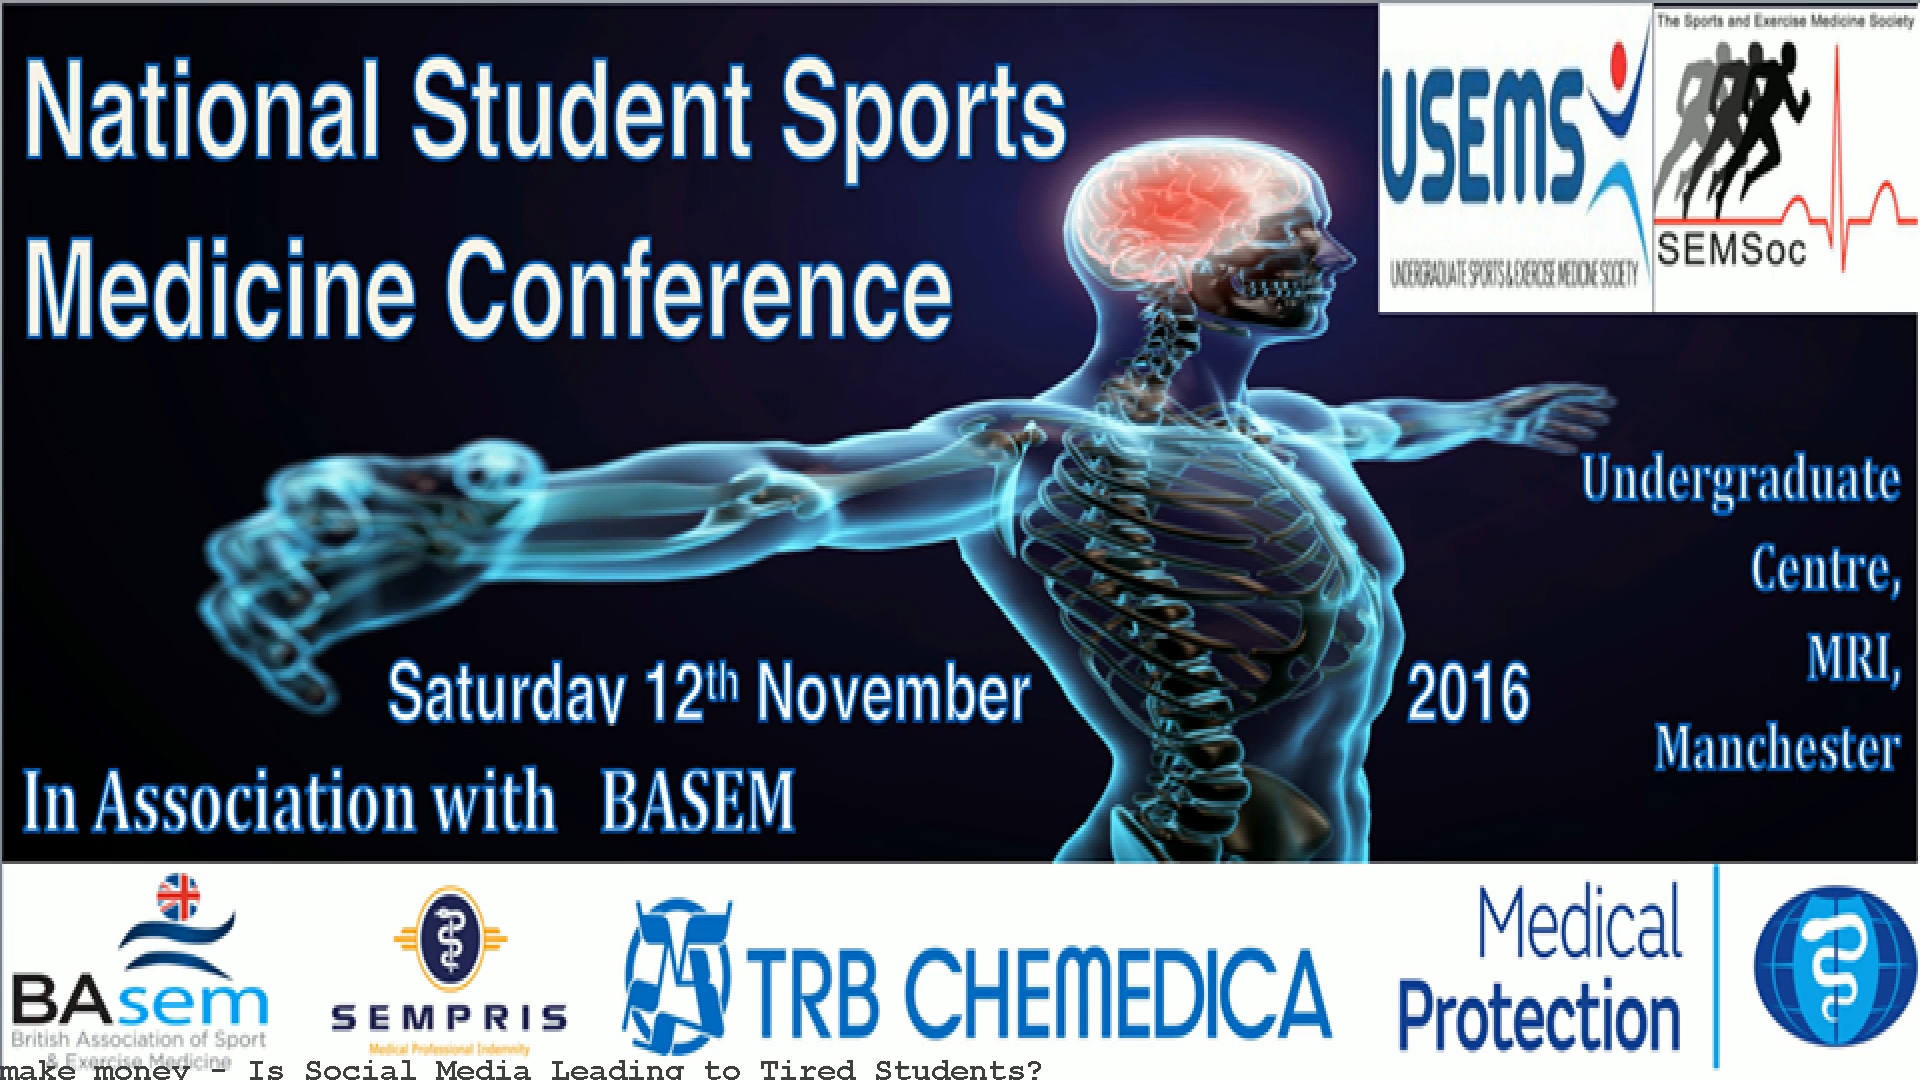 National Student Sports
Medicine Conference
USEMS
UNDERGRADUATE SPORTS & EXERCISE MEDICINE SOCIETY
The Sports and Exercise Medicine Society
SEMSoc
Undergraduate
Centre,
MRI,
Manchester
Saturday 12th November 2016
In Association with BASEM
BAsem
British Association of Sport
& Exercise Medicine
SEMPRIS
Medical Professional Indemnity
TRB CHEMEDICA
Medical
Protection
make money - Is Social Media Leading to Tired Students?